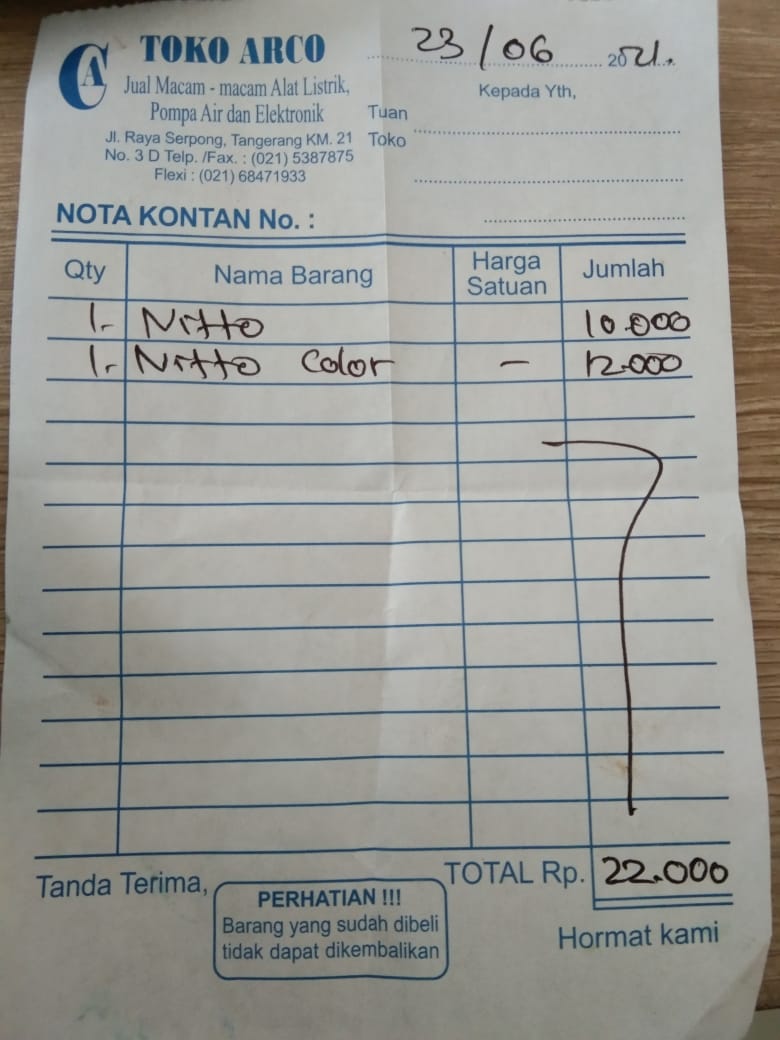 CA
TOKO ARCO
Jual Macam - macam Alat Listrik,
Pompa Air dan Elektronik
Jl. Raya Serpong, Tangerang KM. 21
No. 3 D Telp. /Fax. : (021) 5387875
Flexi : (021) 68471933
23/06 2021.
Kepada Yth,
Tuan
Toko
NOTA KONTAN No. :
Qty Nama Barang Harga Satuan Jumlah
1.- Nitto 10.000
1.- Nitto Color - 12.000
TOTAL Rp. 22.000
Tanda Terima,
PERHATIAN !!!
Barang yang sudah dibeli
tidak dapat dikembalikan
Hormat kami